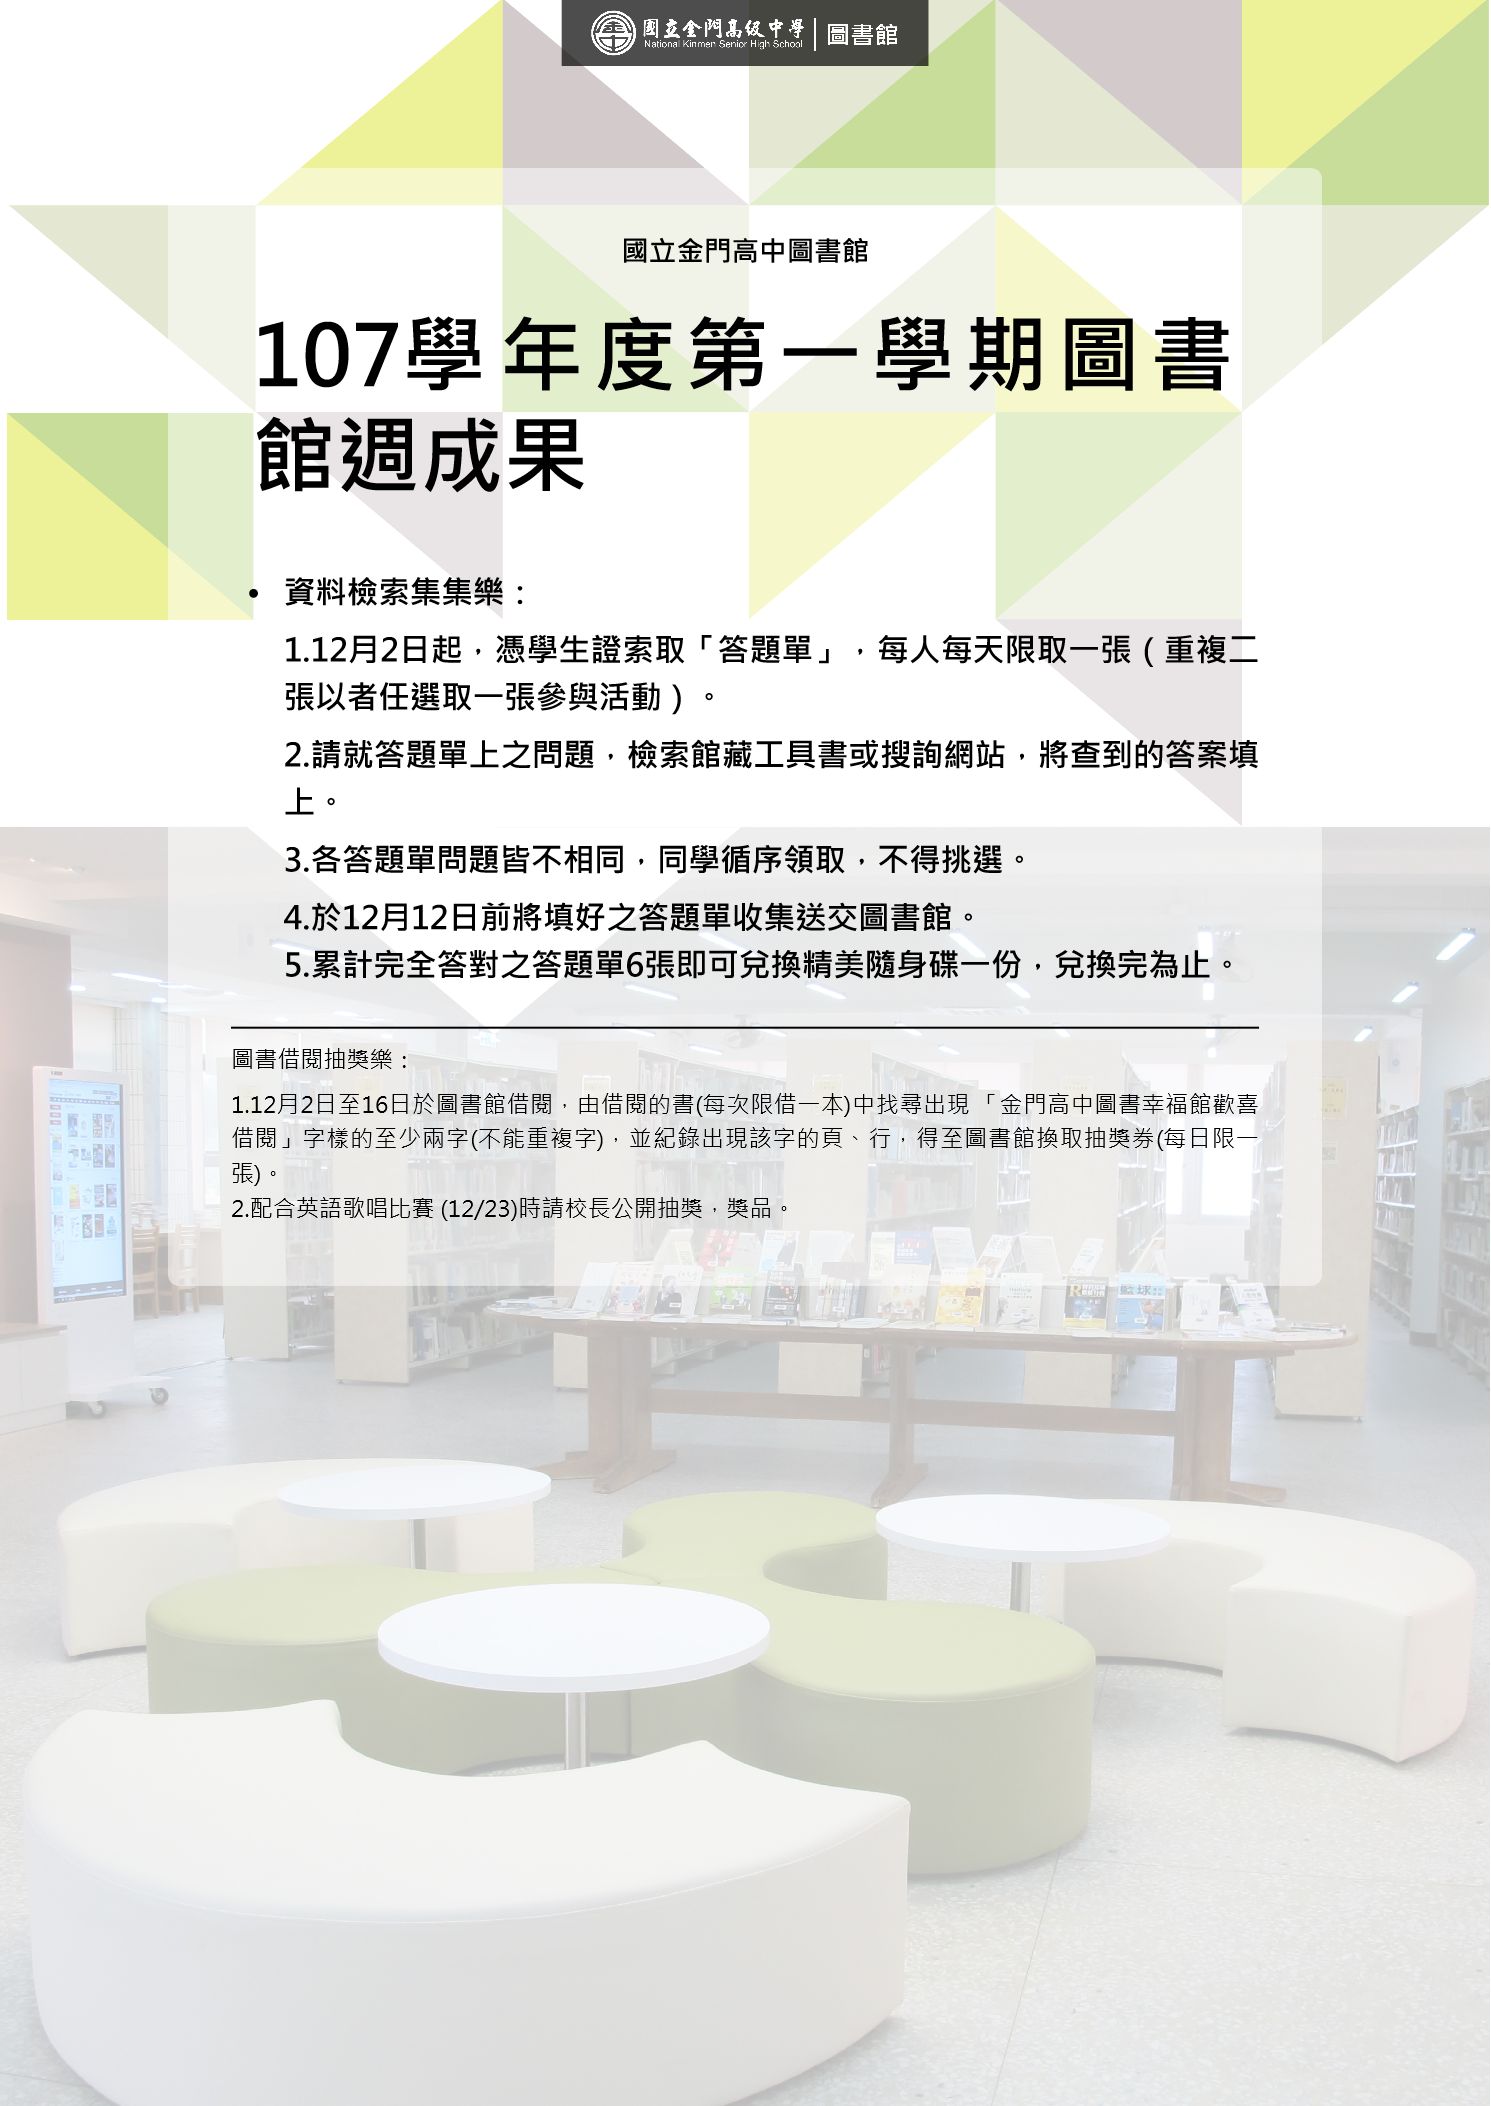 國立金門高級中學
National Kinmen Senior High School
圖書館
國立金門高中圖書館
107學年度第一學期圖書
館週成果
• 資料檢索集集樂：
1.12月2日起，憑學生證索取「答題單」，每人每天限取一張（重複二
張以者任選取一張參與活動）。
2.請就答題單上之問題，檢索館藏工具書或搜詢網站，將查到的答案填
上。
3.各答題單問題皆不相同，同學循序領取，不得挑選。
4.於12月12日前將填好之答題單收集送交圖書館。
5.累計完全答對之答題單6張即可兌換精美隨身碟一份，兌換完為止。
圖書借閱抽獎樂：
1.12月2日至16日於圖書館借閱，由借閱的書(每次限借一本)中找尋出現 「金門高中圖書幸福館歡喜
借閱」字樣的至少兩字(不能重複字)，並紀錄出現該字的頁、行，得至圖書館換取抽獎券(每日限一
張)。
2.配合英語歌唱比賽 (12/23)時請校長公開抽獎，獎品。
籃球